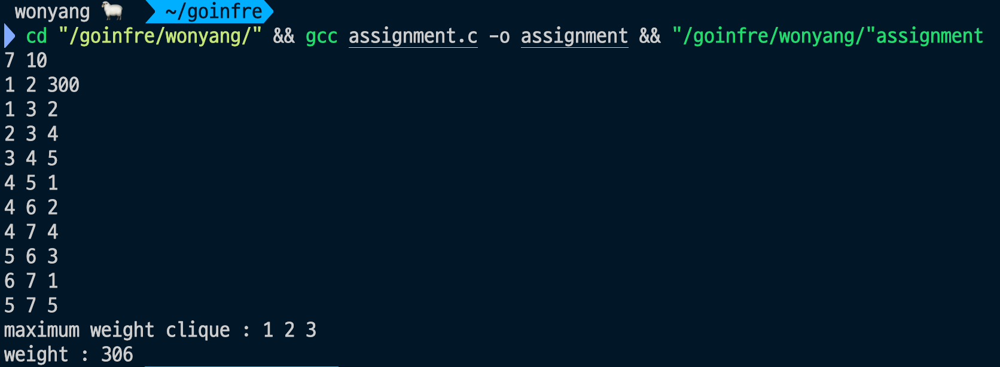 wonyang 🐑 ~/goinfre
cd "/goinfre/wonyang/" && gcc assignment.c -o assignment && "/goinfre/wonyang/"assignment
7 10
1 2 300
1 3 2
2 3 4
3 4 5
4 5 1
4 6 2
4 7 4
5 6 3
6 7 1
5 7 5
maximum weight clique : 1 2 3
weight : 306